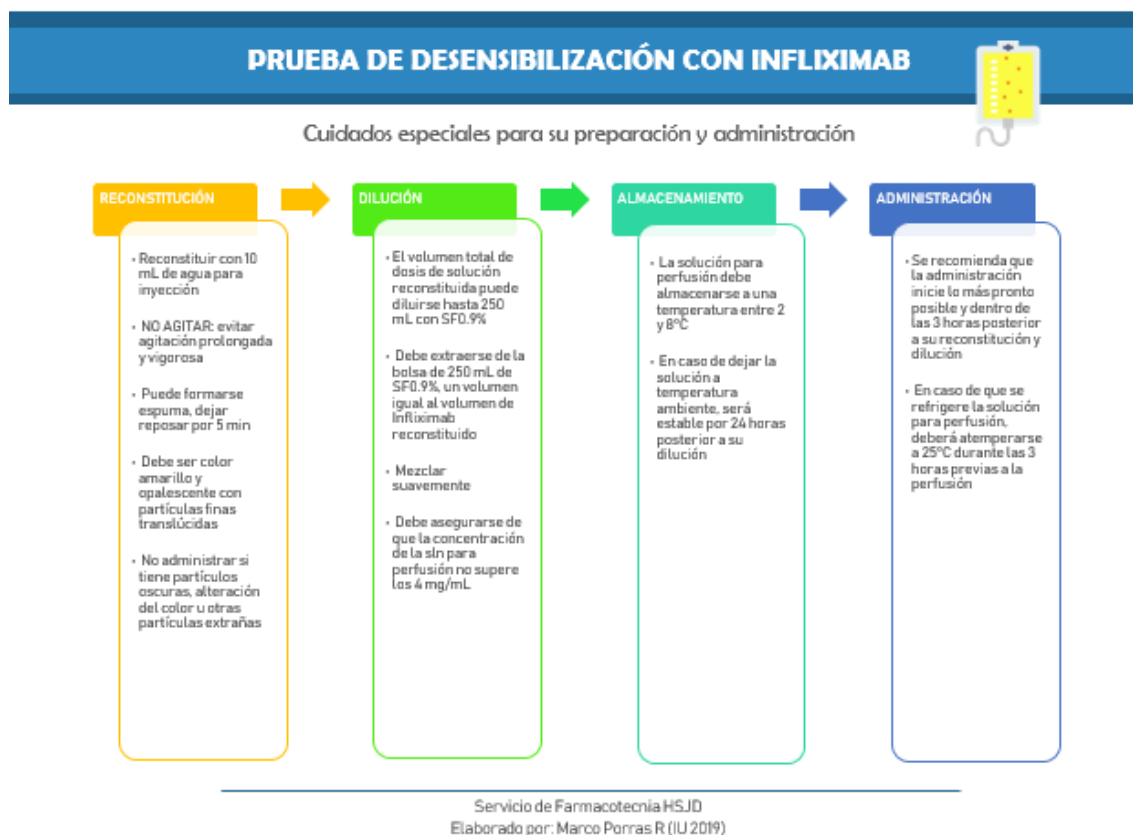 PRUEBA DE DESENSIBILIZACIÓN CON INFLIXIMAB
Cuidados especiales para su preparación y administración
RECONSTITUCIÓN
• Reconstituir con 10
mL de agua para
inyección
• NO AGITAR: evitar
agitación prolongada
y vigorosa
• Puede formarse
espuma, dejar
reposar por 5 min
• Debe ser color
amarillo y
opalescente con
partículas finas
translúcidas
• No administrar si
tiene partículos
oscuras, alteración
del color u otras
partículas extrañas
DILUCIÓN
• El volumen total de
dosis de solución
reconstituida puede
diluirse hasta 250
mL con SF0.9%
• Debe extraerse de la
bolsa de 250 mL de
SF0.9%, un volumen
igual al volumen de
Infliximab
reconstituido
• Mezclar
suavemente
• Debe asegurarse de
que la concentración
de la sln para
perfusión no supere
los 4 mg/mL
ALMACENAMIENTO
• La solución para
perfusión debe
almacenarse a una
temperatura entre 2
y 8°C
• En caso de dejar la
solución a
temperatura
ambiente, será
estable por 24 horas
posterior a su
dilución
ADMINISTRACIÓN
• Se recomienda que
la administración
inicie lo más pronto
posible y dentro de
las 3 horas posterior
a su reconstitución y
dilución
• En caso de que se
refrigere la solución
para perfusión,
deberá atemperarse
a 25°C durante las 3
horas previas a la
perfusión
Servicio de Farmacotecnia HSJD
Elaborado por: Marco Porras R (IU 2019)